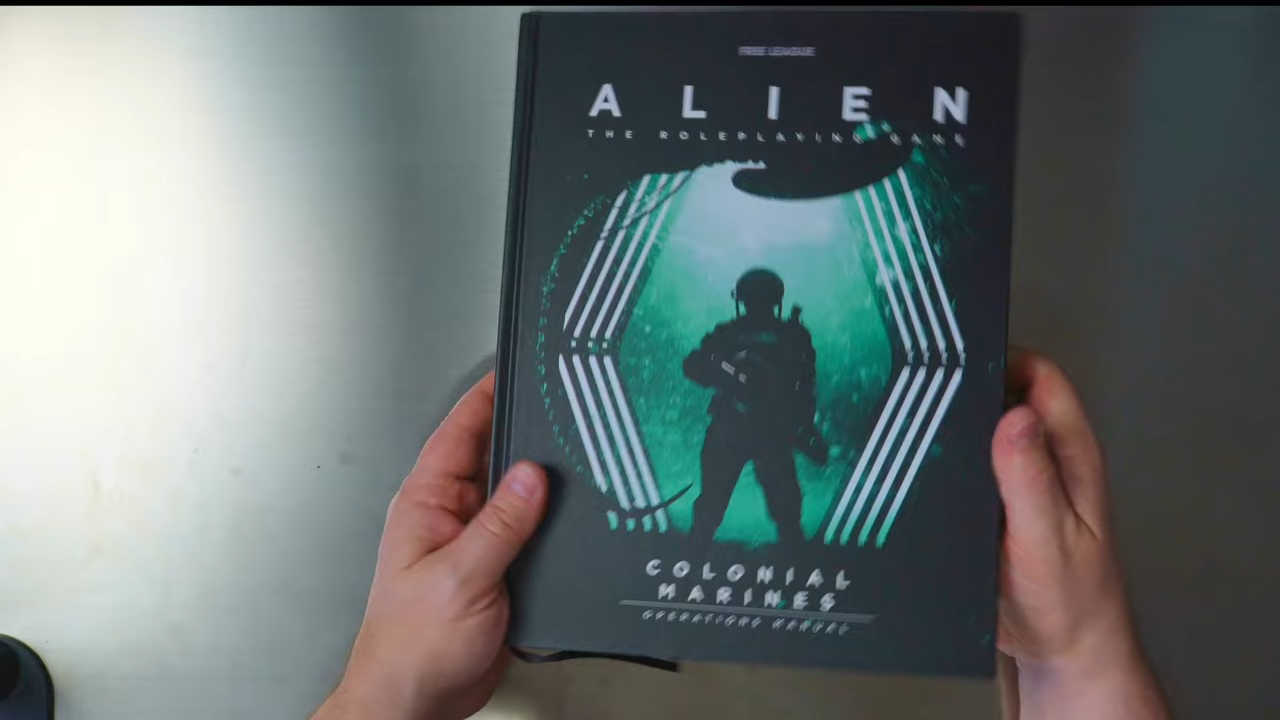 FREE LEAGUE
ALIEN
THE ROLEPLAYING GAME
COLONIAL
MARINES
OPERATIONS MANUAL